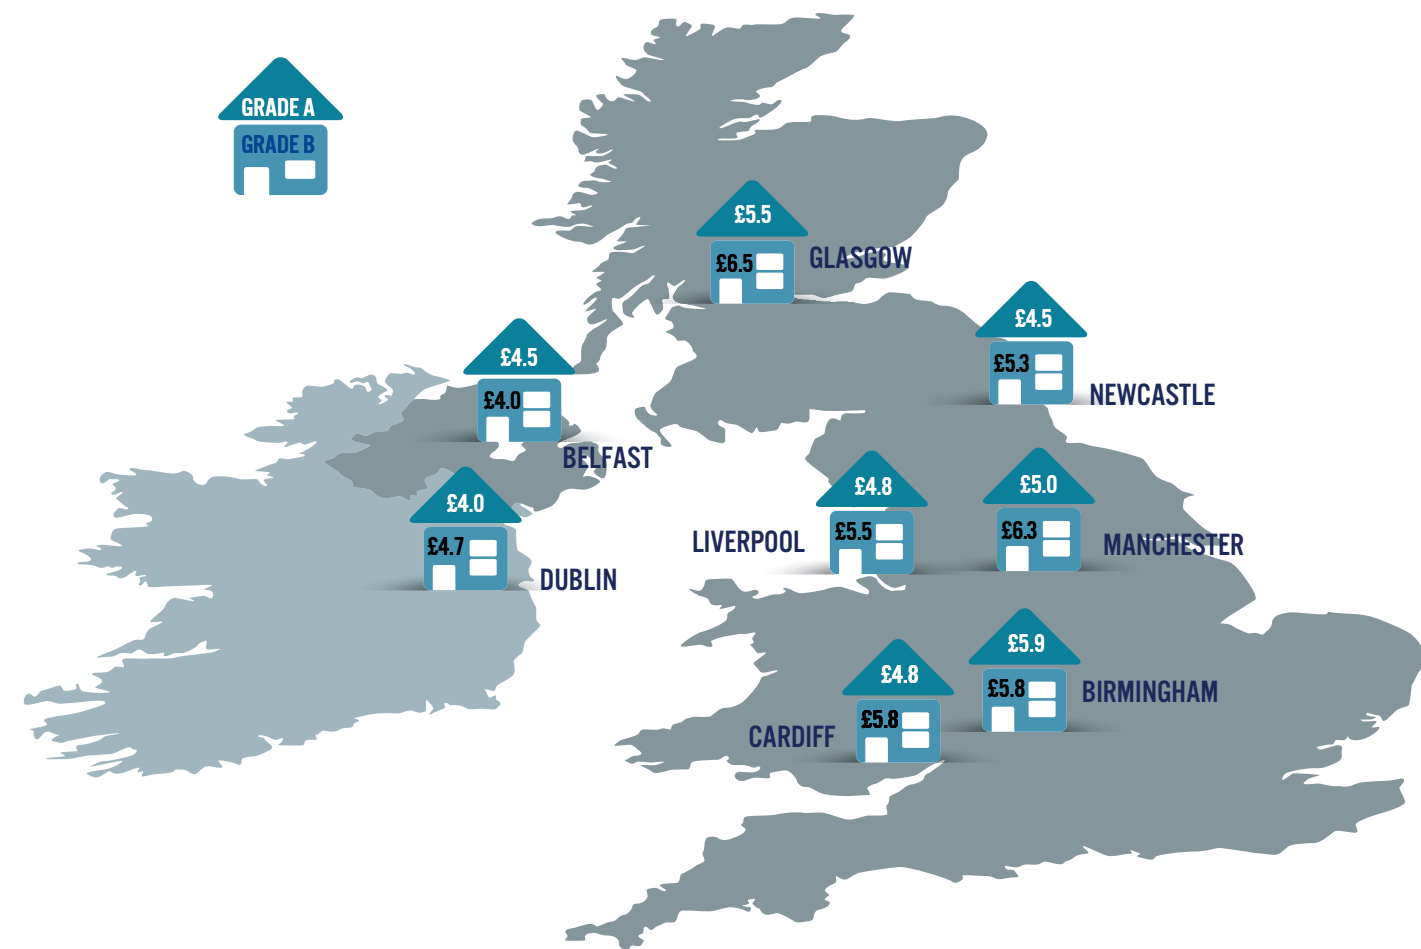 GRADE A
GRADE B
£5.5
£6.5
GLASGOW
£4.5
£5.3
NEWCASTLE
£4.5
£4.0
BELFAST
£4.0
£4.7
DUBLIN
£4.8
£5.5
LIVERPOOL
£5.0
£6.3
MANCHESTER
£5.9
£5.8
BIRMINGHAM
£4.8
£5.8
CARDIFF